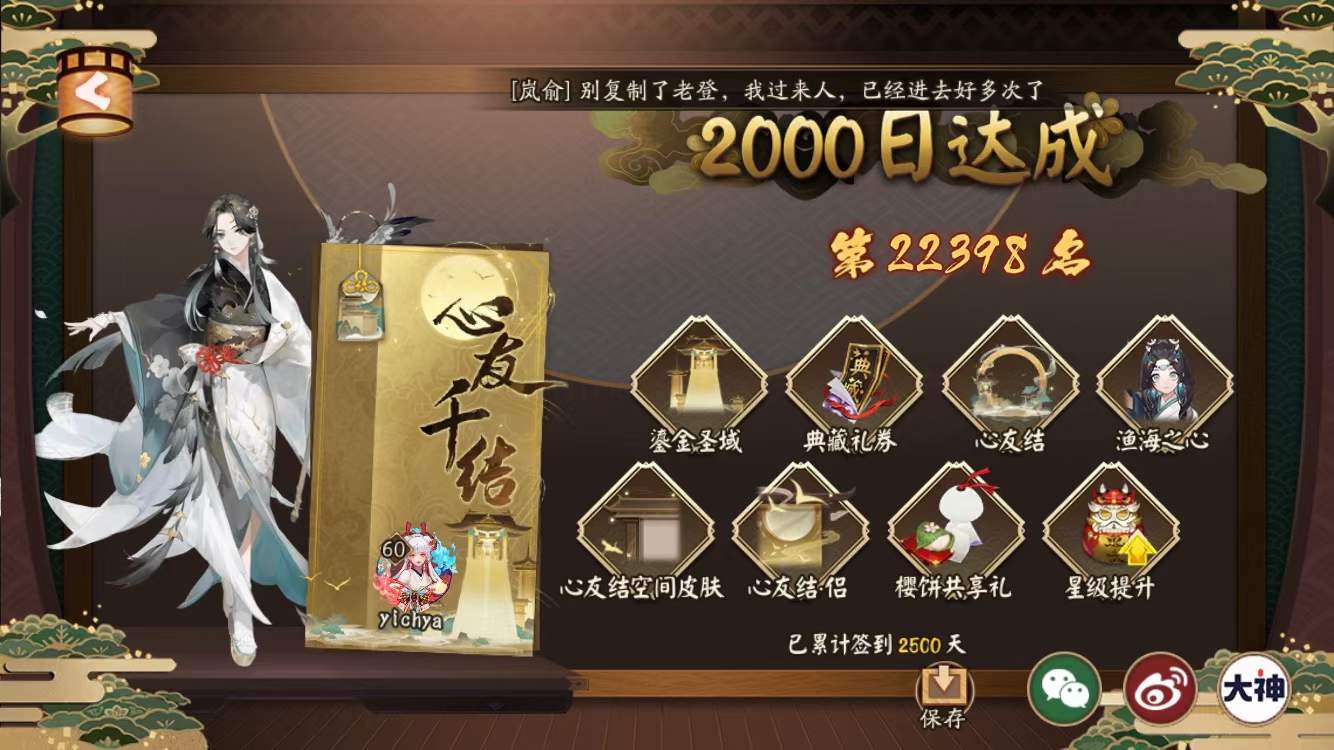 [岚俞] 别复制了老登，我过来人，已经进去好多次了
2000日达成
第22398名
心友千结
60
yichya
鎏金圣域
典藏礼券
心友结
渔海之心
典藏
心友结空间皮肤
心友结·侣
樱饼共享礼
星级提升
已累计签到 2500 天
保存
大神